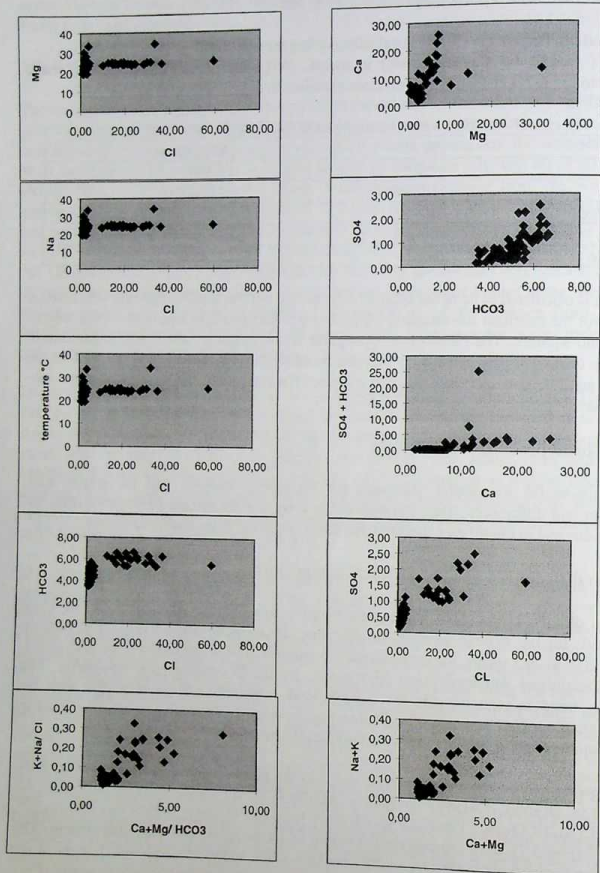 Mg
40
30
20
10
0
0,00 20,00 40,00 60,00 80,00
Cl
Ca
30,00
20,00
10,00
0,00
0,00 10,00 20,00 30,00 40,00
Mg
Na
40
30
20
10
0
0,00 20,00 40,00 60,00 80,00
Cl
SO4
3,00
2,00
1,00
0,00
0,00 2,00 4,00 6,00 8,00
HCO3
temperature °C
40
30
20
10
0
0,00 20,00 40,00 60,00 80,00
Cl
SO4 + HCO3
30,00
25,00
20,00
15,00
10,00
5,00
0,00
0,00 10,00 20,00 30,00
Ca
HCO3
8,00
6,00
4,00
2,00
0,00
0,00 20,00 40,00 60,00 80,00
Cl
SO4
3,00
2,50
2,00
1,50
1,00
0,50
0,00
0,00 20,00 40,00 60,00 80,00
CL
K+Na/ Cl
0,40
0,30
0,20
0,10
0,00
0,00 5,00 10,00
Ca+Mg/ HCO3
Na+K
0,40
0,30
0,20
0,10
0,00
0,00 5,00 10,00
Ca+Mg